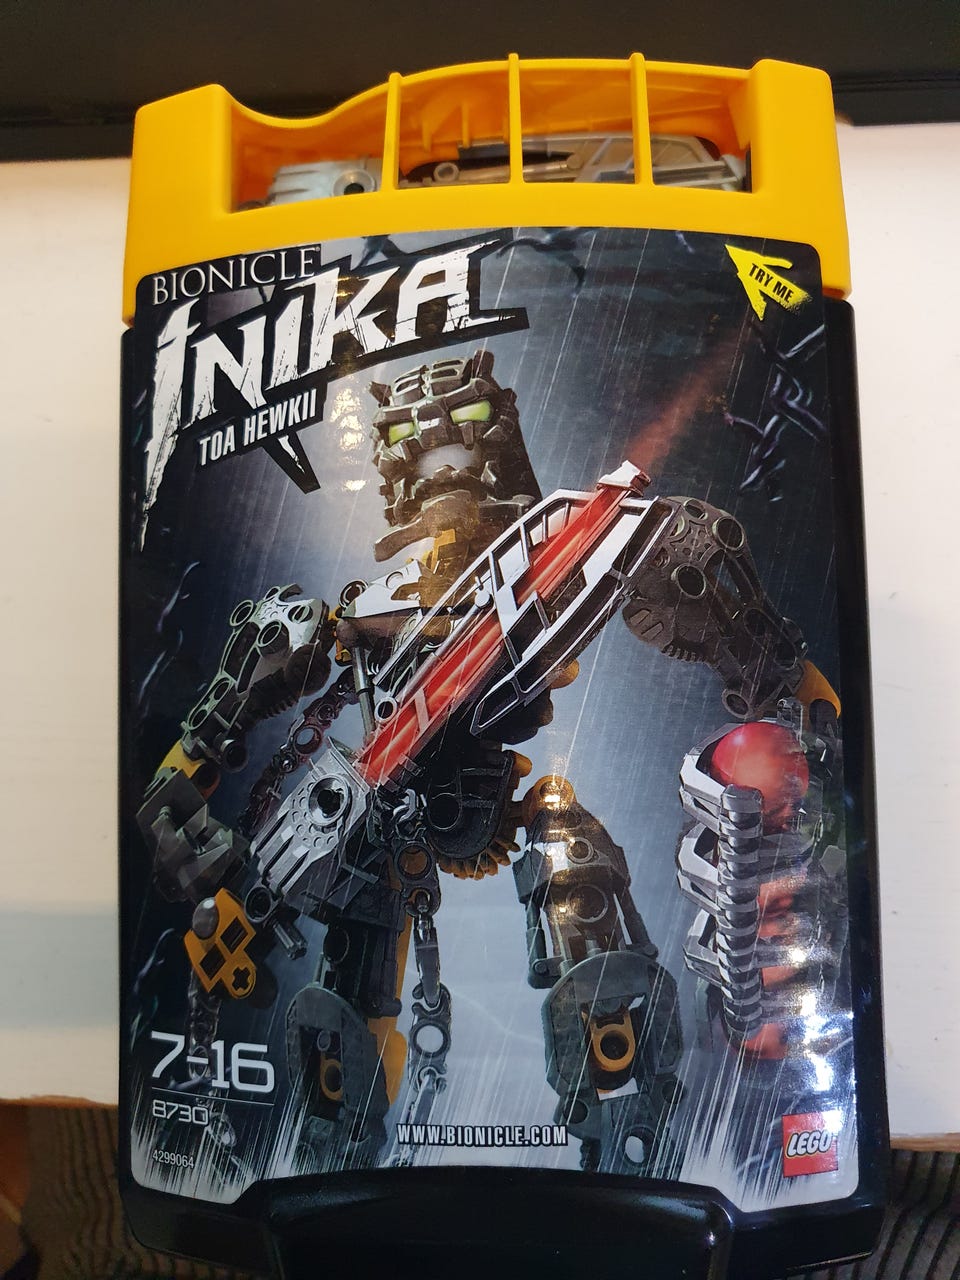 BIONICLE®
INIKA
TOA HEWKII
TRY ME
7-16
8730
4299064
WWW.BIONICLE.COM
LEGO